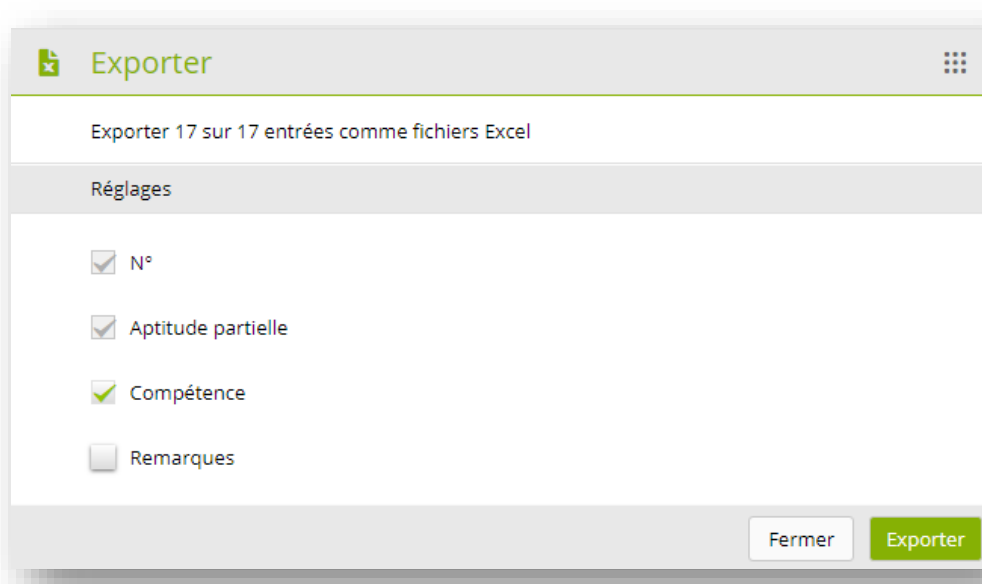 Exporter
Exporter 17 sur 17 entrées comme fichiers Excel
Réglages
N°
Aptitude partielle
Compétence
Remarques
Fermer
Exporter